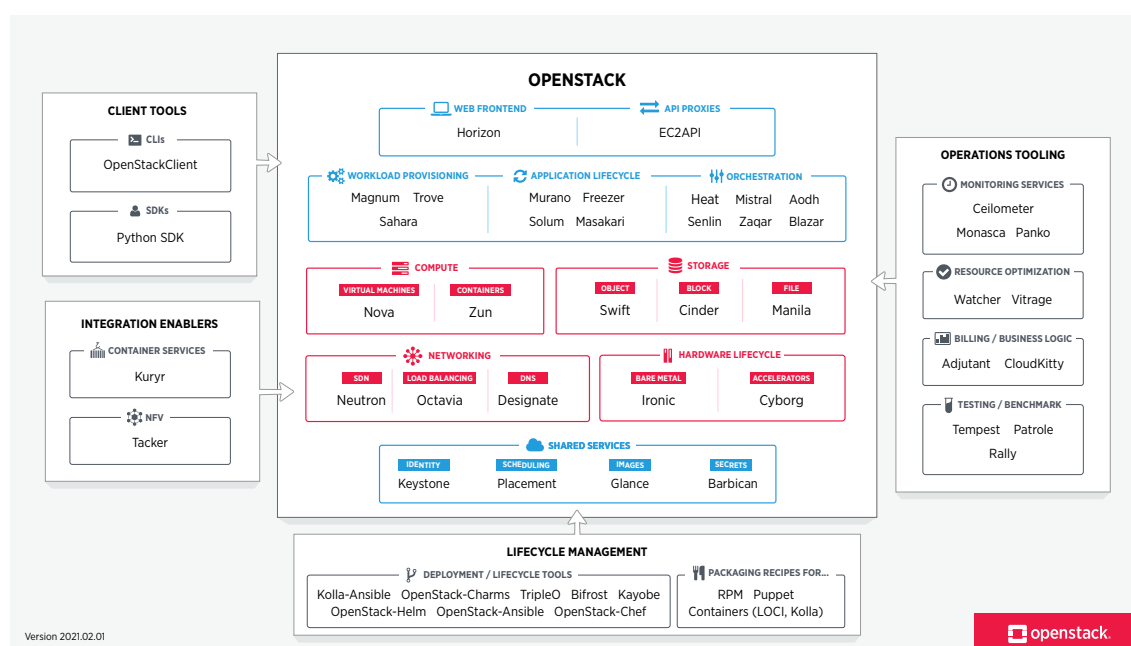 OPENSTACK
WEB FRONTEND
Horizon
API PROXIES
EC2API
WORKLOAD PROVISIONING
Magnum Trove
Sahara
APPLICATION LIFECYCLE
Murano Freezer
Solum Masakari
ORCHESTRATION
Heat Mistral Aodh
Senlin Zaqar Blazar
COMPUTE
VIRTUAL MACHINES
Nova
CONTAINERS
Zun
STORAGE
OBJECT
Swift
BLOCK
Cinder
FILE
Manila
NETWORKING
SDN
Neutron
LOAD BALANCING
Octavia
DNS
Designate
HARDWARE LIFECYCLE
BARE METAL
Ironic
ACCELERATORS
Cyborg
SHARED SERVICES
IDENTITY
Keystone
SCHEDULING
Placement
IMAGES
Glance
SECRETS
Barbican
CLIENT TOOLS
CLIs
OpenStackClient
SDKs
Python SDK
INTEGRATION ENABLERS
CONTAINER SERVICES
Kuryr
NFV
Tacker
OPERATIONS TOOLING
MONITORING SERVICES
Ceilometer
Monasca Panko
RESOURCE OPTIMIZATION
Watcher Vitrage
BILLING / BUSINESS LOGIC
Adjutant CloudKitty
TESTING / BENCHMARK
Tempest Patrole
Rally
LIFECYCLE MANAGEMENT
DEPLOYMENT / LIFECYCLE TOOLS
Kolla-Ansible OpenStack-Charms TripleO Bifrost Kayobe
OpenStack-Helm OpenStack-Ansible OpenStack-Chef
PACKAGING RECIPES FOR...
RPM Puppet
Containers (LOCI, Kolla)
Version 2021.02.01
openstack.